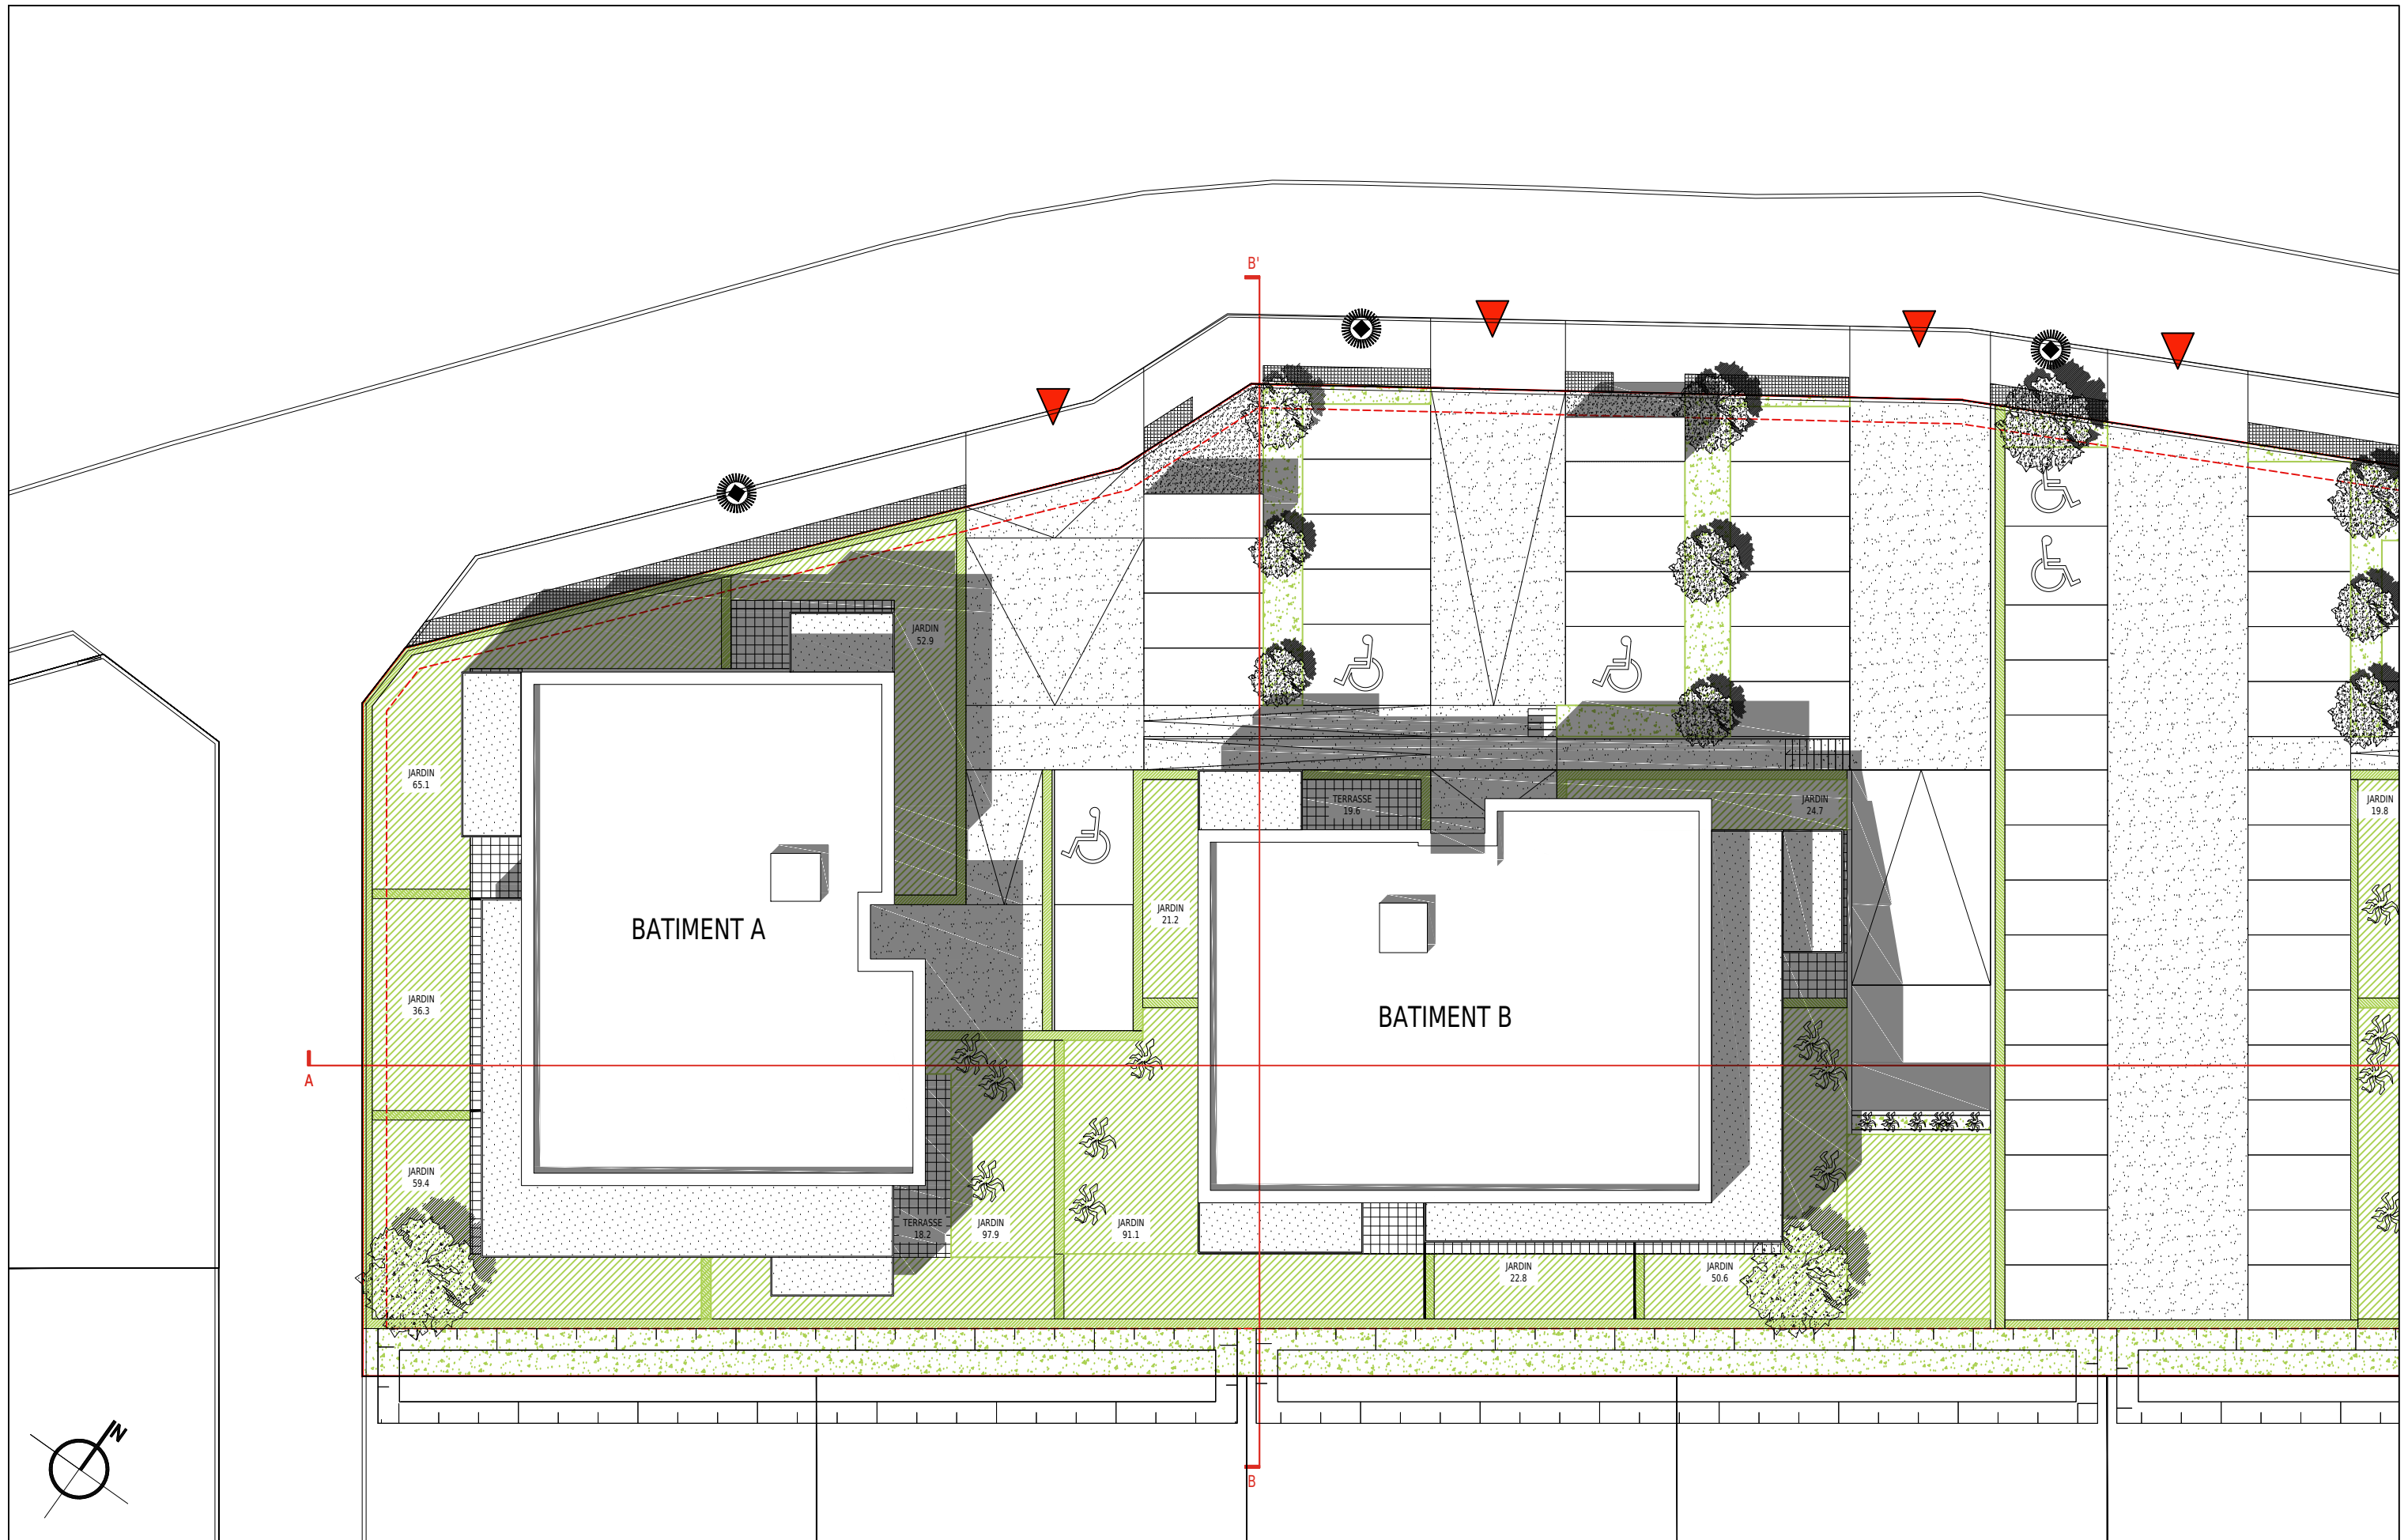 B'
JARDIN
52.9
JARDIN
65.1
TERRASSE
19.6
JARDIN
24.7
JARDIN
19.8
JARDIN
21.2
BATIMENT A
BATIMENT B
JARDIN
36.3
A
JARDIN
59.4
TERRASSE
18.2
JARDIN
97.9
JARDIN
91.1
JARDIN
22.8
JARDIN
50.6
N
B